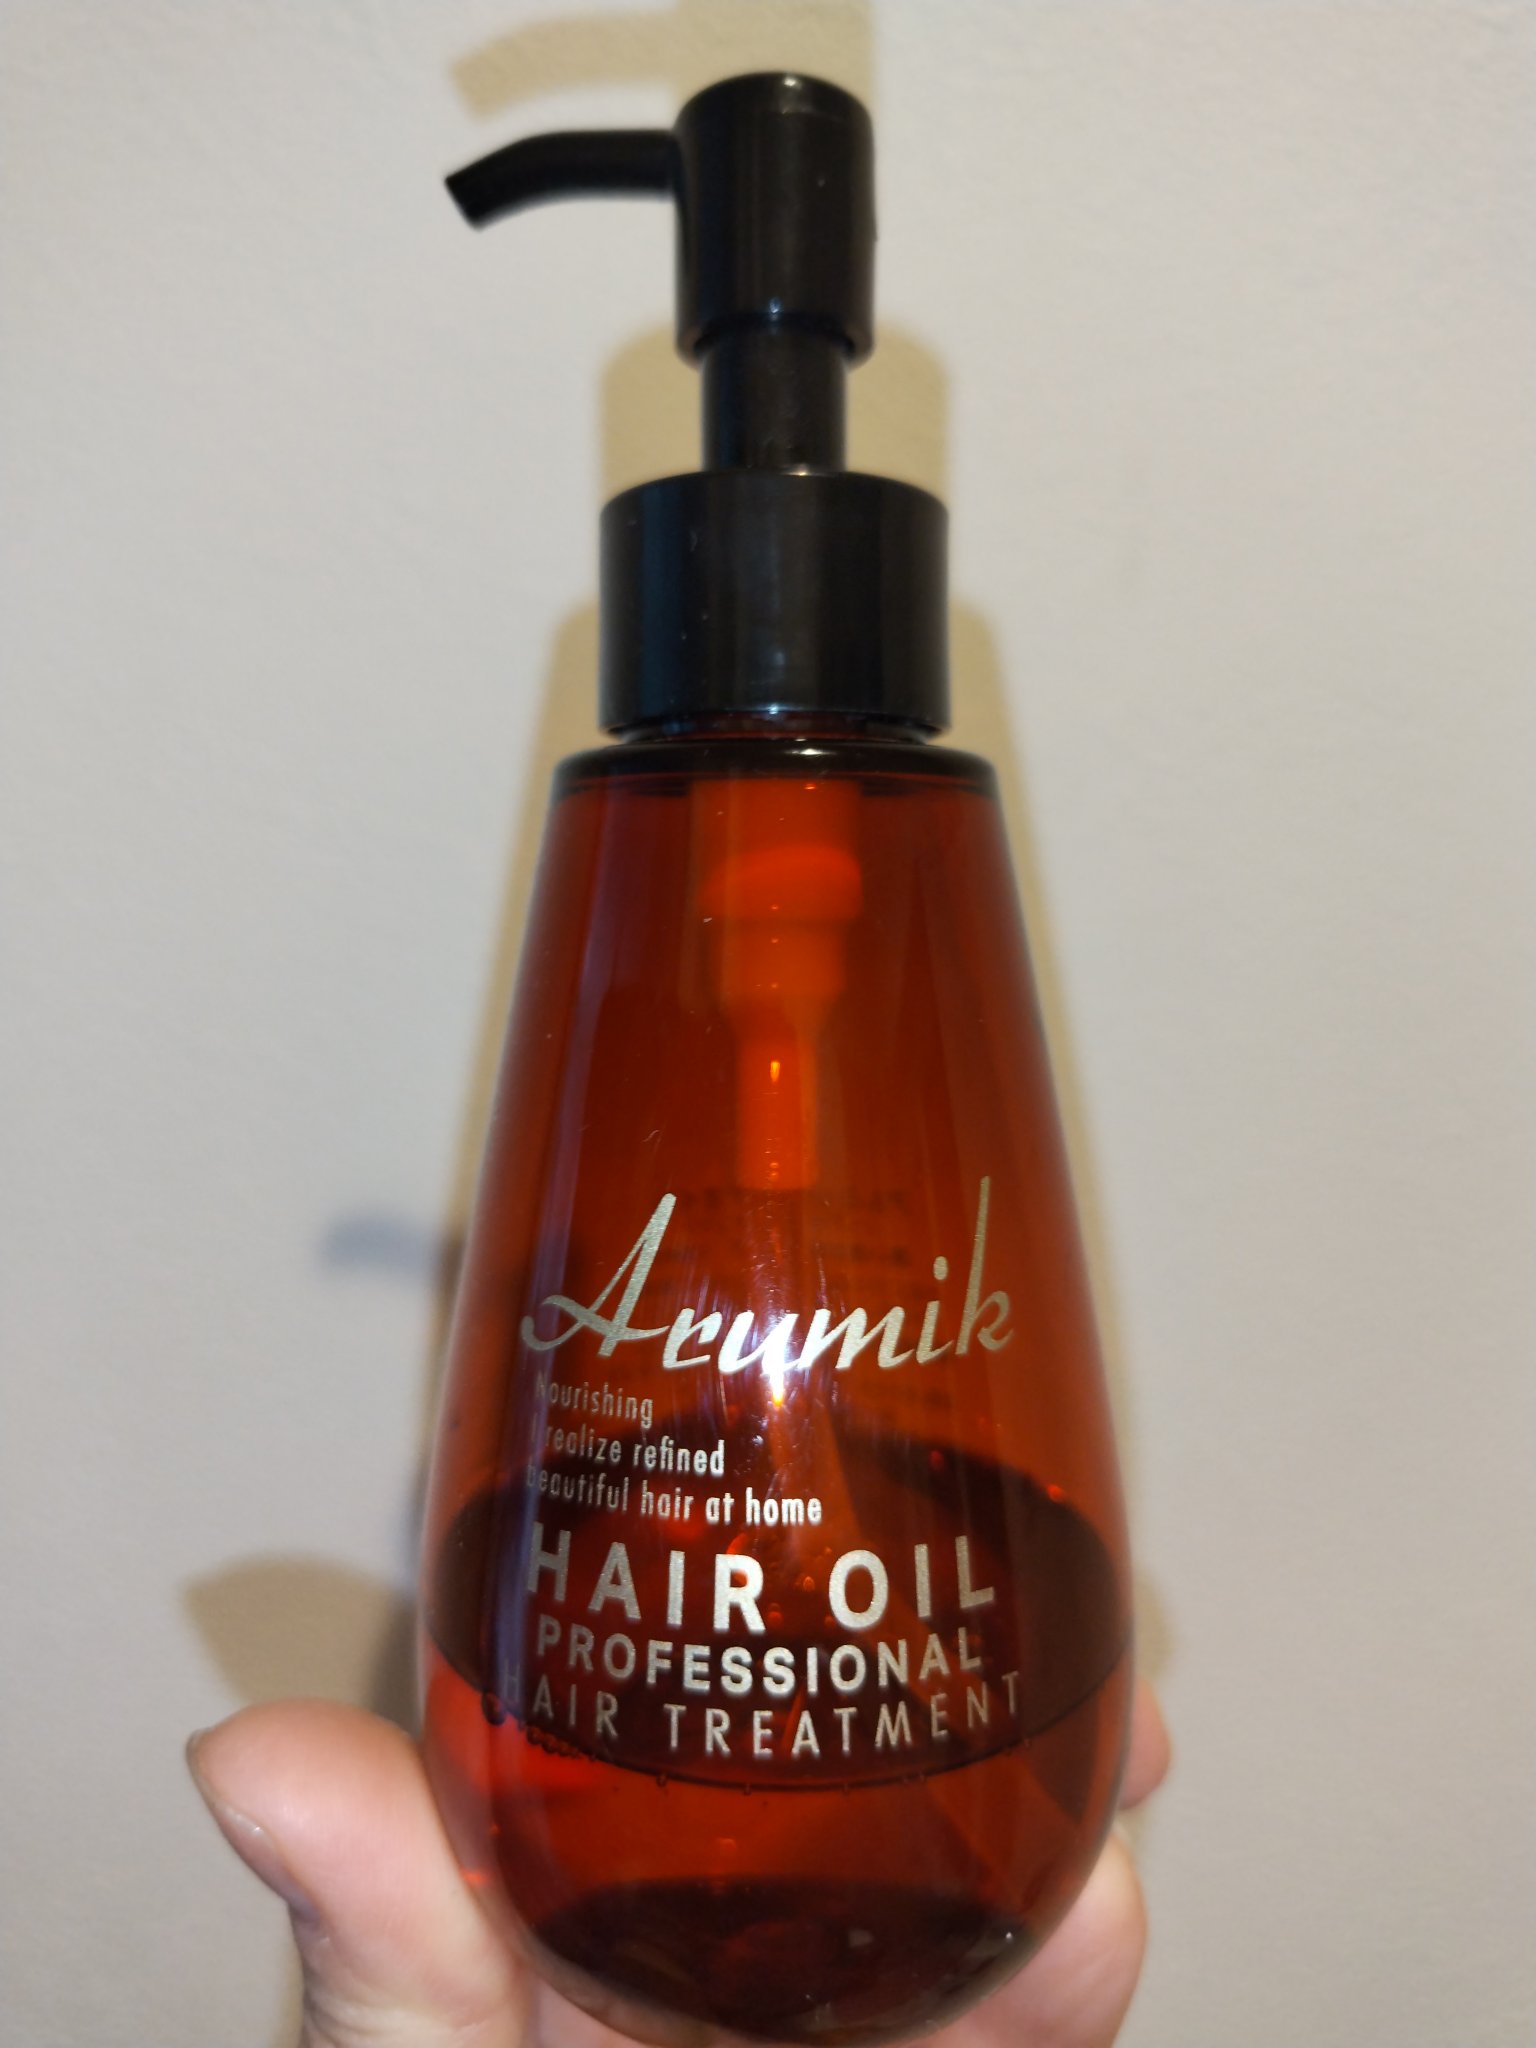 Arumik
Nourishing
I realize refined
beautiful hair at home
HAIR OIL
PROFESSIONAL
HAIR TREATMENT